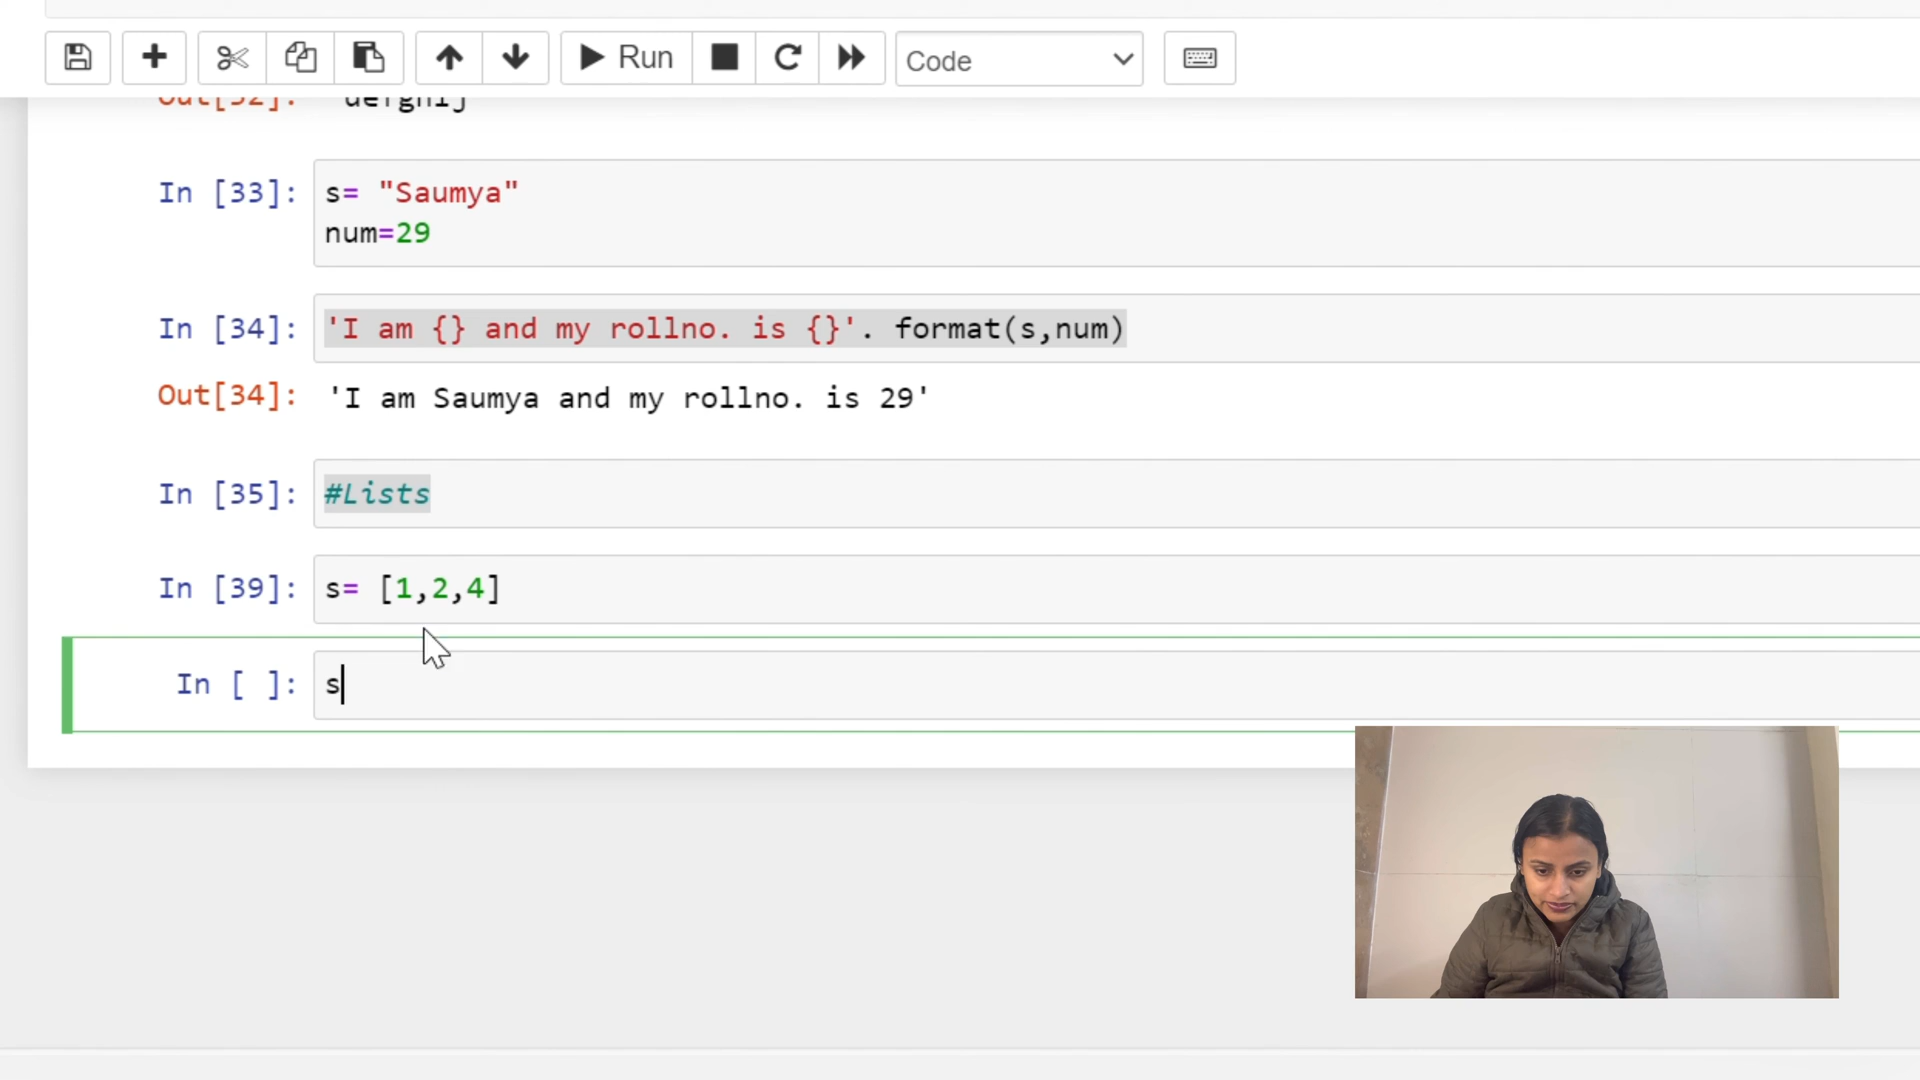 Run
Code
Out[32]: 'defghij'
In [33]: s= "Saumya"
num=29
In [34]: 'I am {} and my rollno. is {}'. format(s,num)
Out[34]: 'I am Saumya and my rollno. is 29'
In [35]: #Lists
In [39]: s= [1,2,4]
In [ ]: s